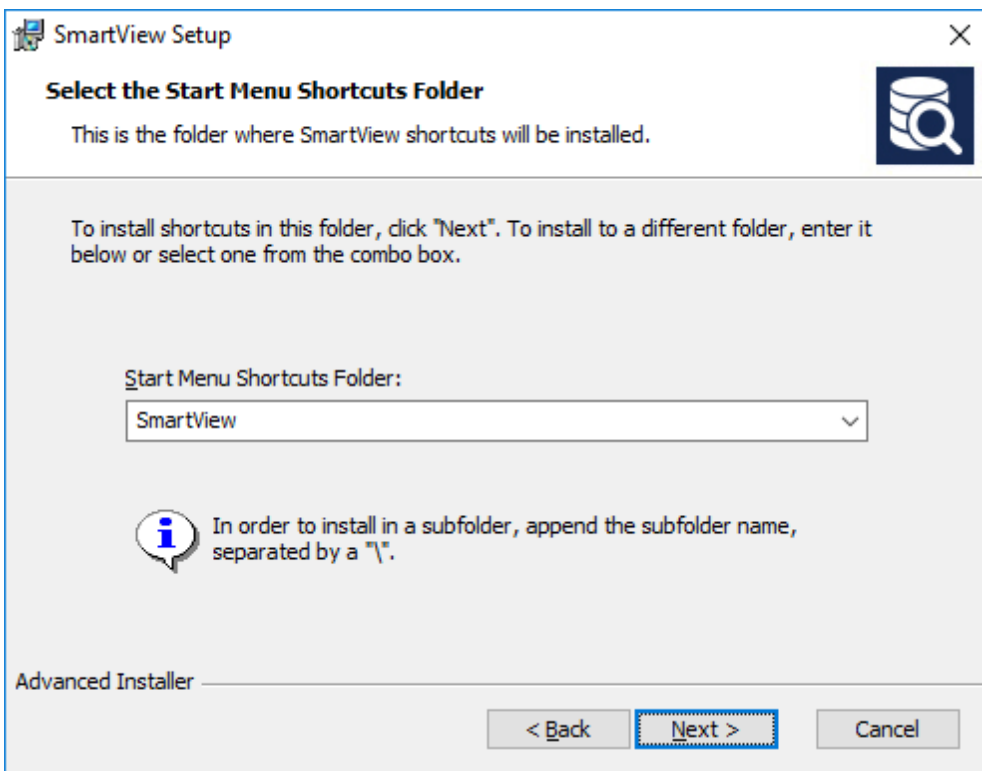 SmartView Setup
Select the Start Menu Shortcuts Folder
This is the folder where SmartView shortcuts will be installed.
To install shortcuts in this folder, click "Next". To install to a different folder, enter it
below or select one from the combo box.
Start Menu Shortcuts Folder:
SmartView
In order to install in a subfolder, append the subfolder name,
separated by a "\".
Advanced Installer
< Back Next > Cancel